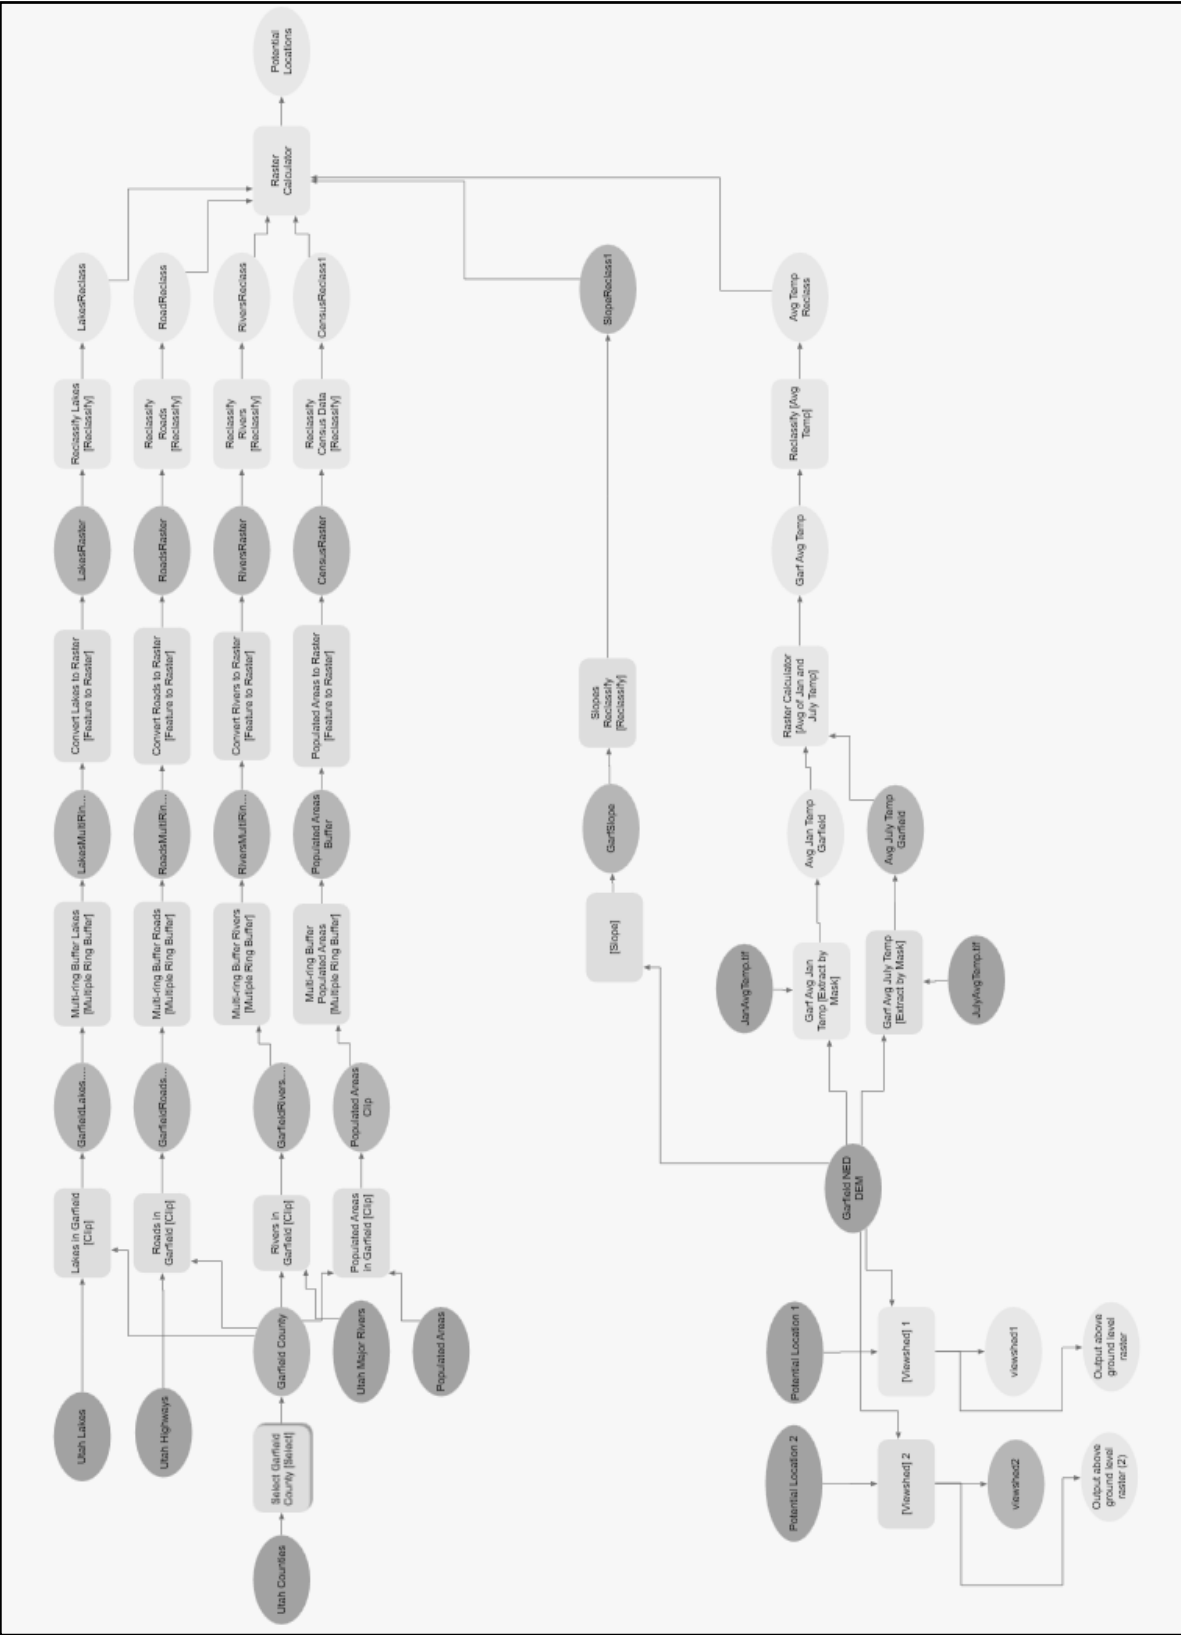 Utah Lakes
Lakes in Garfield
[Clip]
GarfieldLakes....
Multi-ring Buffer Lakes
[Multiple Ring Buffer]
LakesMultiRin...
Convert Lakes to Raster
[Feature to Raster]
LakesRaster
Reclassify Lakes
[Reclassify]
LakesReclass
Utah Highways
Roads in
Garfield [Clip]
GarfieldRoads...
Multi-ring Buffer Roads
[Multiple Ring Buffer]
RoadsMultiRin...
Convert Roads to Raster
[Feature to Raster]
RoadsRaster
Reclassify
Roads
[Reclassify]
RoadReclass
Utah Counties
Select Garfield
County [Select]
Garfield County
Rivers in
Garfield [Clip]
GarfieldRivers....
Multi-ring Buffer Rivers
[Mutiple Ring Buffer]
RiversMultiRin...
Convert Rivers to Raster
[Feature to Raster]
RiversRaster
Reclassify
Rivers
[Reclassify]
RiversReclass
Raster
Calculator
Potential
Locations
Utah Major Rivers
Populated Areas
Populated Areas
in Garfield [Clip]
Populated Areas
Clip
Multi-ring Buffer
Populated Areas
[Multiple Ring Buffer]
Populated Areas
Buffer
Populated Areas to Raster
[Feature to Raster]
CensusRaster
Reclassify
Census Data
[Reclassify]
CensusReclass1
[Slope]
GarfSlope
Slopes
Reclassify
[Reclassify]
SlopeReclass1
JanAvgTemp.tif
Garf Avg Jan
Temp [Extract by
Mask]
Avg Jan Temp
Garfield
Raster Calculator
[Avg of Jan and
July Temp]
Garf Avg Temp
Reclassify [Avg
Temp]
Avg Temp
Reclass
Garfield NED
DEM
Garf Avg July Temp
[Extract by Mask]
Avg July Temp
Garfield
JulyAvgTemp.tif
Potential Location 1
[Viewshed] 1
viewshed1
Output above
ground level
raster
Potential Location 2
[Viewshed] 2
viewshed2
Output above
ground level
raster (2)